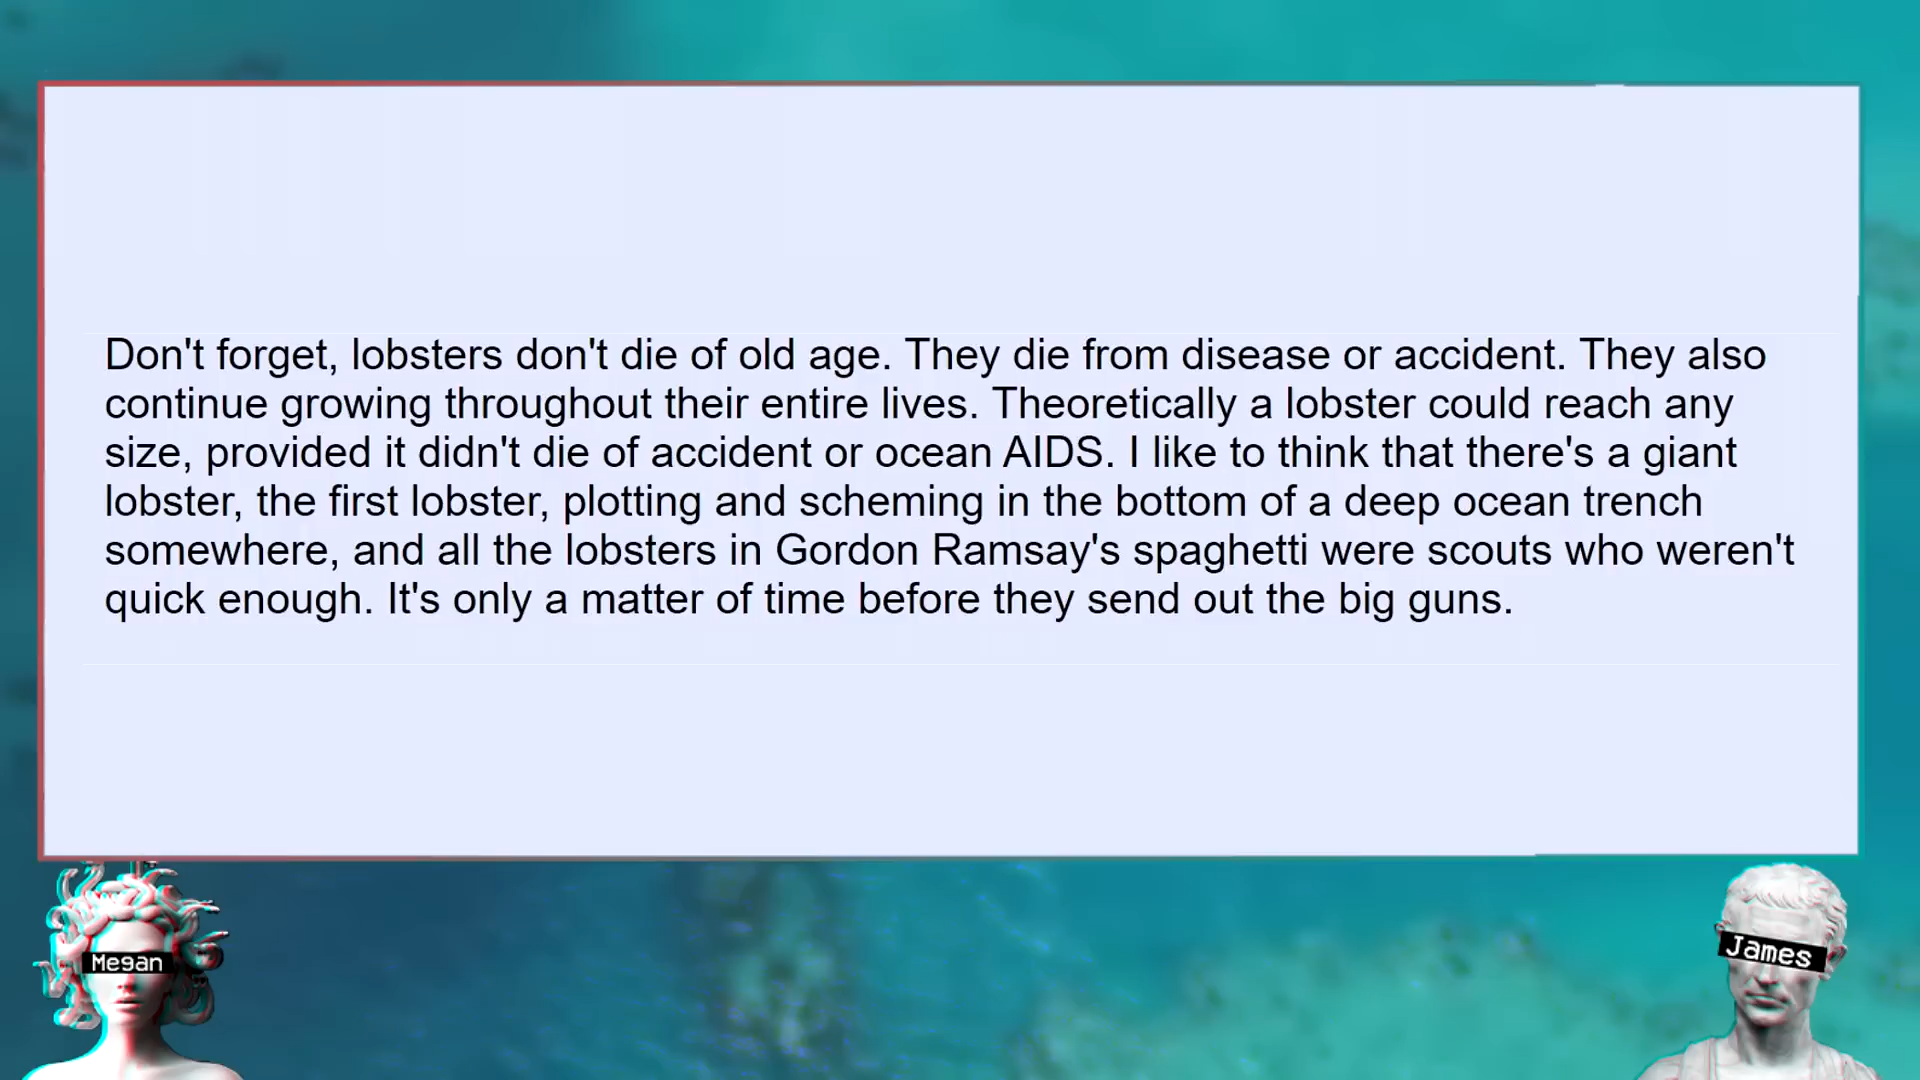 Don't forget, lobsters don't die of old age. They die from disease or accident. They also
continue growing throughout their entire lives. Theoretically a lobster could reach any
size, provided it didn't die of accident or ocean AIDS. I like to think that there's a giant
lobster, the first lobster, plotting and scheming in the bottom of a deep ocean trench
somewhere, and all the lobsters in Gordon Ramsay's spaghetti were scouts who weren't
quick enough. It's only a matter of time before they send out the big guns.
Megan
James